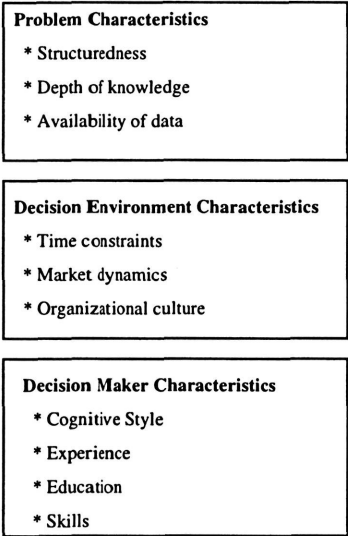 Problem Characteristics
* Structuredness
* Depth of knowledge
* Availability of data
Decision Environment Characteristics
* Time constraints
* Market dynamics
* Organizational culture
Decision Maker Characteristics
* Cognitive Style
* Experience
* Education
* Skills